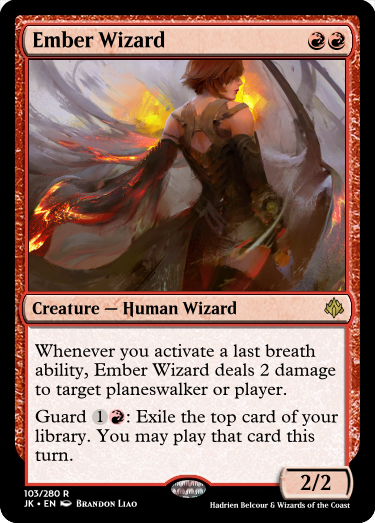 Ember Wizard
Creature — Human Wizard
Whenever you activate a last breath
ability, Ember Wizard deals 2 damage
to target planeswalker or player.
Guard 1 : Exile the top card of your
library. You may play that card this
turn.
2/2
103/280 R
JK • EN Brandon Liao
Hadrien Belcour & Wizards of the Coast